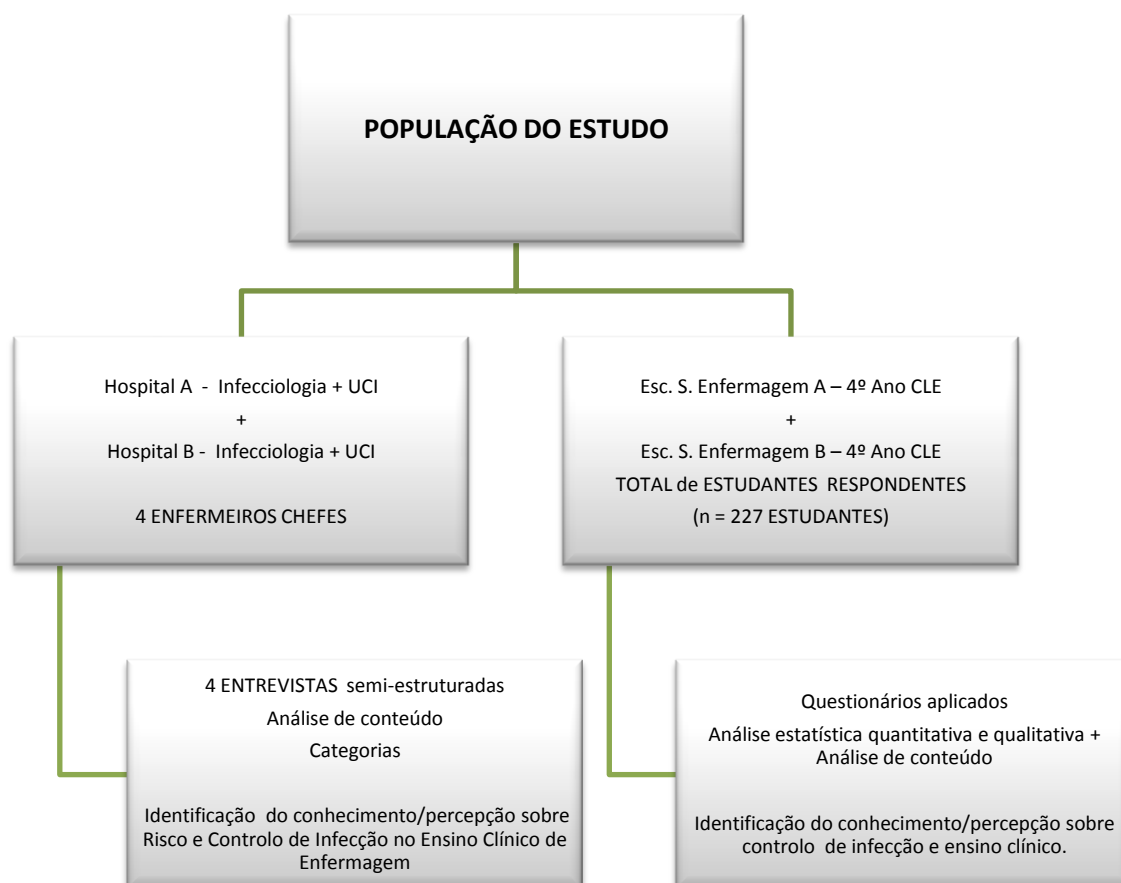 POPULAÇÃO DO ESTUDO
Hospital A - Infecciologia + UCI
+
Hospital B - Infecciologia + UCI
4 ENFERMEIROS CHEFES
Esc. S. Enfermagem A – 4º Ano CLE
+
Esc. S. Enfermagem B – 4º Ano CLE
TOTAL de ESTUDANTES RESPONDENTES
(n = 227 ESTUDANTES)
4 ENTREVISTAS semi-estruturadas
Análise de conteúdo
Categorias
Identificação do conhecimento/percepção sobre
Risco e Controlo de Infecção no Ensino Clínico de
Enfermagem
Questionários aplicados
Análise estatística quantitativa e qualitativa +
Análise de conteúdo
Identificação do conhecimento/percepção sobre
controlo de infecção e ensino clínico.